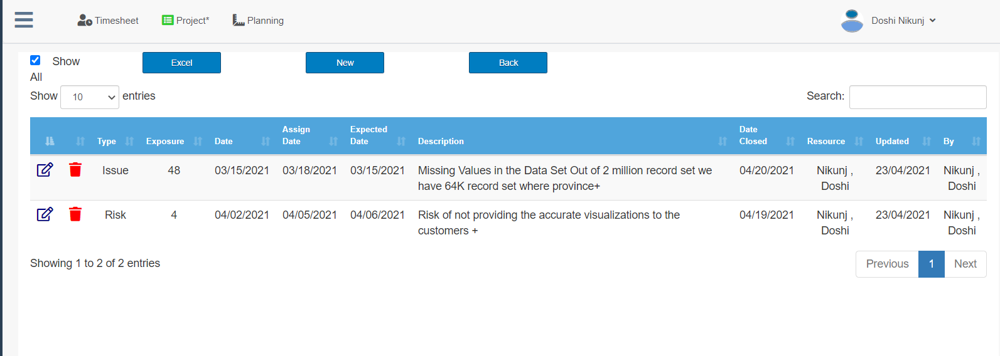 Timesheet Project* Planning Doshi Nikunj
Show All Excel New Back
Show 10 entries Search:
Type Exposure Date Assign Date Expected Date Description Date Closed Resource Updated By
Issue 48 03/15/2021 03/18/2021 03/15/2021 Missing Values in the Data Set Out of 2 million record set we have 64K record set where province+ 04/20/2021 Nikunj , Doshi 23/04/2021 Nikunj , Doshi
Risk 4 04/02/2021 04/05/2021 04/06/2021 Risk of not providing the accurate visualizations to the customers + 04/19/2021 Nikunj , Doshi 23/04/2021 Nikunj , Doshi
Showing 1 to 2 of 2 entries Previous 1 Next